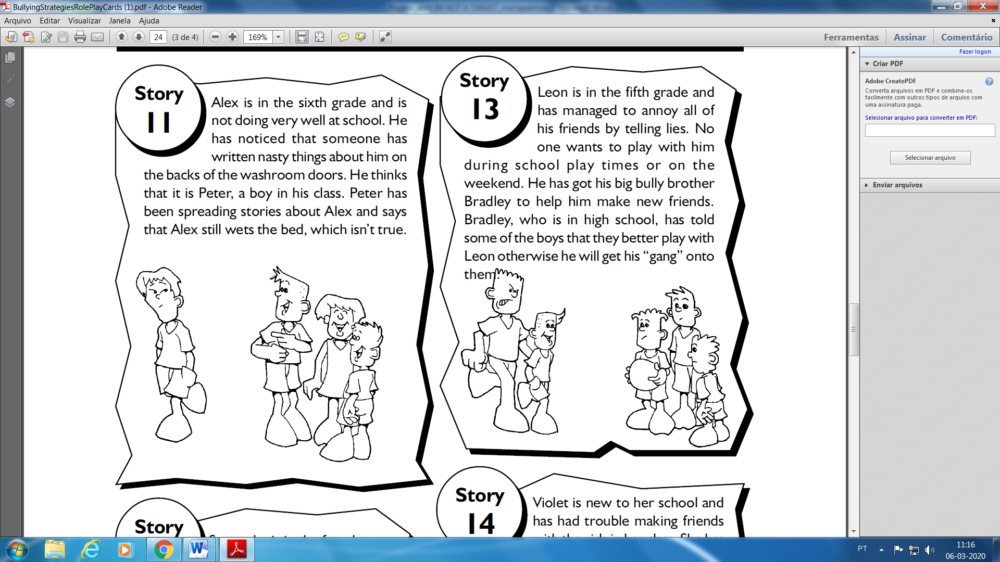 BullyingStrategiesRolePlayCards (1).pdf - Adobe Reader
Arquivo Editar Visualizar Janela Ajuda
24 (3 de 4) 169% Ferramentas Assinar Comentário
Fazer logon
Criar PDF
Adobe CreatePDF
Converta arquivos em PDF e combine-os
facilmente com outros tipos de arquivo com
uma assinatura paga.
Selecionar arquivo para converter em PDF:
Selecionar arquivo
Enviar arquivos
Story
11
Alex is in the sixth grade and is
not doing very well at school. He
has noticed that someone has
written nasty things about him on
the backs of the washroom doors. He thinks
that it is Peter, a boy in his class. Peter has
been spreading stories about Alex and says
that Alex still wets the bed, which isn't true.
Story
13
Leon is in the fifth grade and
has managed to annoy all of
his friends by telling lies. No
one wants to play with him
during school play times or on the
weekend. He has got his big bully brother
Bradley to help him make new friends.
Bradley, who is in high school, has told
some of the boys that they better play with
Leon otherwise he will get his “gang” onto
them.
Story
Story
14
Violet is new to her school and
has had trouble making friends
PT
11:16
06-03-2020